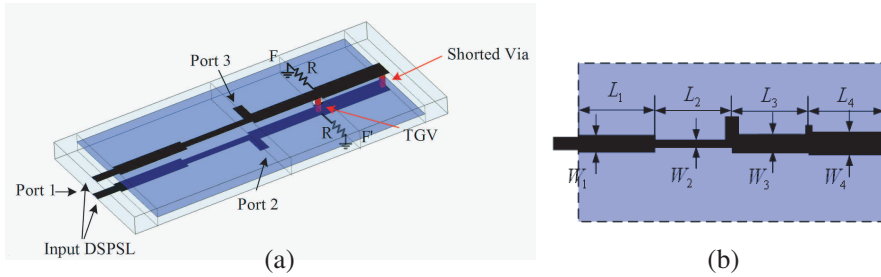 Port 3
F
R
Shorted Via
R
F'
TGV
Port 1
Port 2
Input DSPSL
(a)
L1
L2
L3
L4
W1
W2
W3
W4
(b)